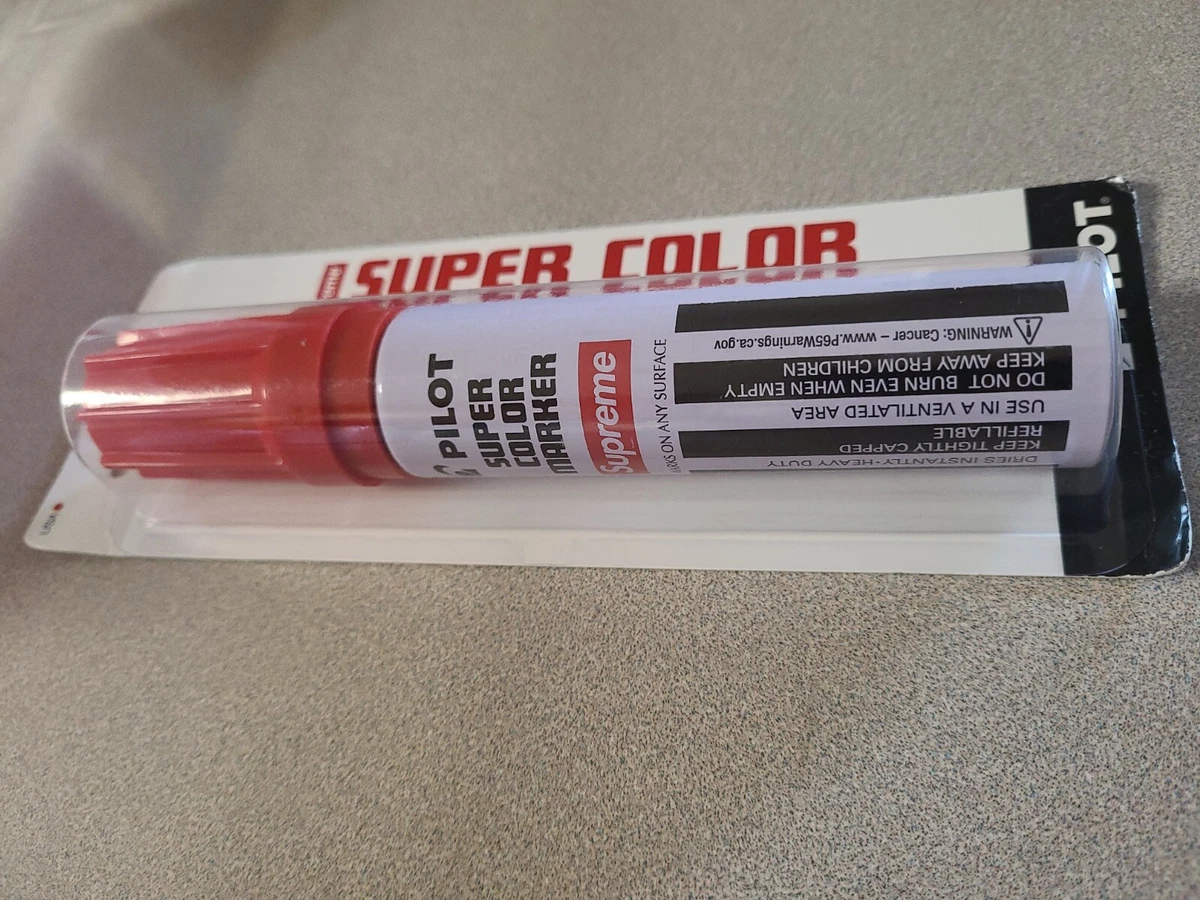 SUPER COLOR
PILOT
SUPER
COLOR
MARKER
Supreme
ON ANY SURFACE
WARNING: Cancer – www.P65Warnings.ca.gov
KEEP AWAY FROM CHILDREN
DO NOT BURN EVEN WHEN EMPTY
USE IN A VENTILATED AREA
REFILLABLE
KEEP TIGHTLY CAPPED
DRIES INSTANTLY•HEAVY DUTY